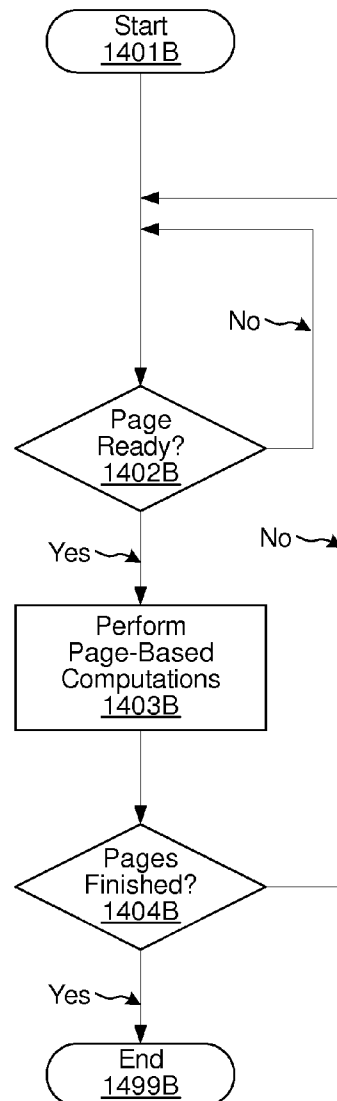 Start
1401B
No
Page
Ready?
1402B
Yes
No
Perform
Page-Based
Computations
1403B
Pages
Finished?
1404B
Yes
End
1499B